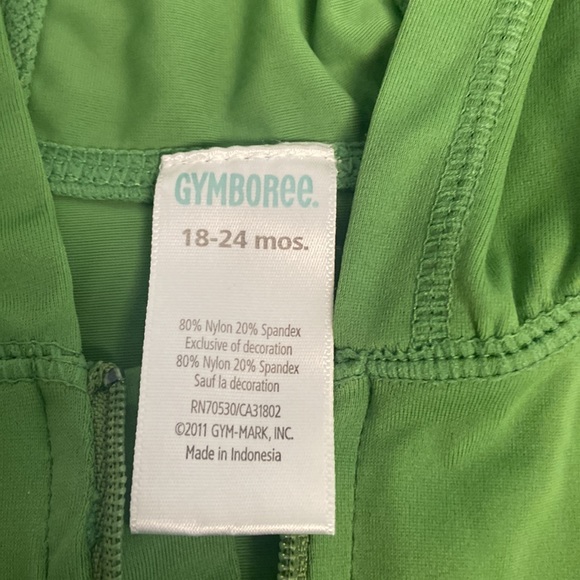 GYMBOREE.
18-24 mos.
80% Nylon 20% Spandex
Exclusive of decoration
80% Nylon 20% Spandex
Sauf la décoration
RN70530/CA31802
©2011 GYM-MARK, INC.
Made in Indonesia